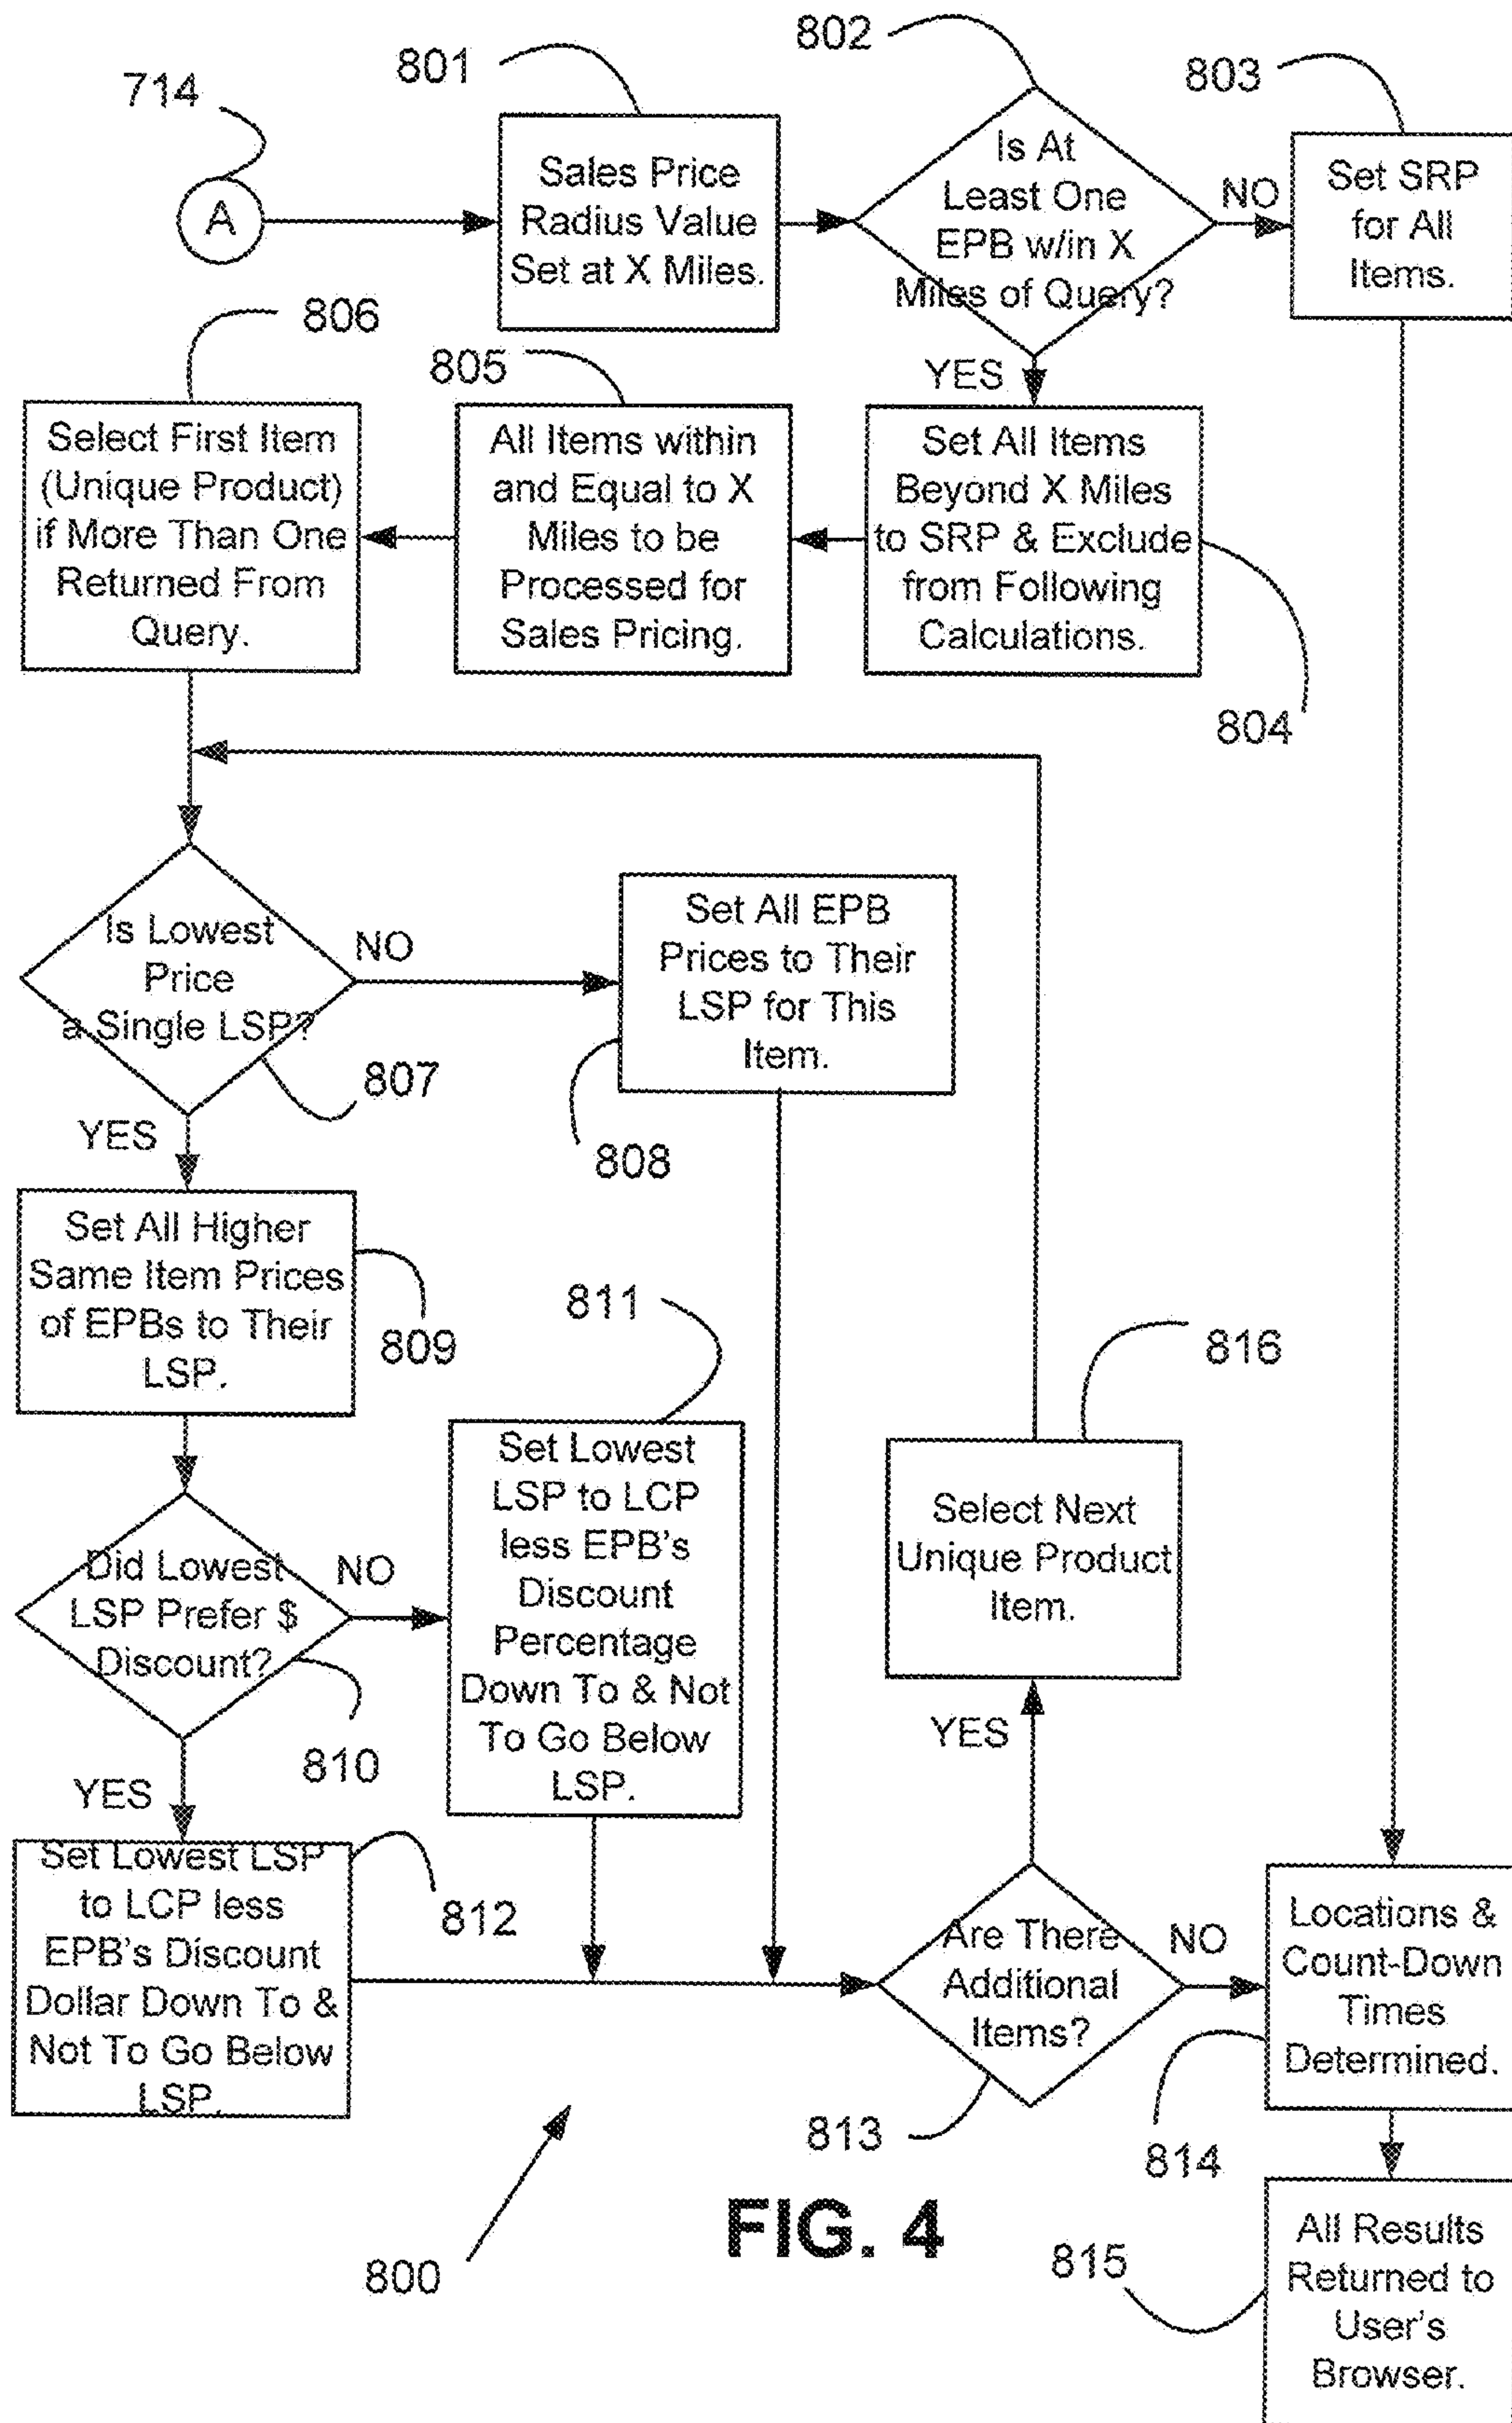 714
A
801
Sales Price
Radius Value
Set at X Miles.
802
Is At
Least One
EPB w/in X
Miles of Query?
NO
803
Set SRP
for All
Items.
YES
804
Set All Items
Beyond X Miles
to SRP & Exclude
from Following
Calculations.
805
All Items within
and Equal to X
Miles to be
Processed for
Sales Pricing.
806
Select First Item
(Unique Product)
if More Than One
Returned From
Query.
Is Lowest
Price
a Single LSP?
807
NO
Set All EPB
Prices to Their
LSP for This
Item.
808
YES
Set All Higher
Same Item Prices
of EPBs to Their
LSP.
809
Did Lowest
LSP Prefer $
Discount?
810
NO
811
Set Lowest
LSP to LCP
less EPB's
Discount
Percentage
Down To & Not
To Go Below
LSP.
YES
Set Lowest LSP
to LCP less
EPB's Discount
Dollar Down To &
Not To Go Below
LSP.
812
816
Select Next
Unique Product
Item.
YES
Are There
Additional
Items?
813
NO
Locations &
Count-Down
Times
Determined.
814
All Results
Returned to
User's
Browser.
815
800
FIG. 4